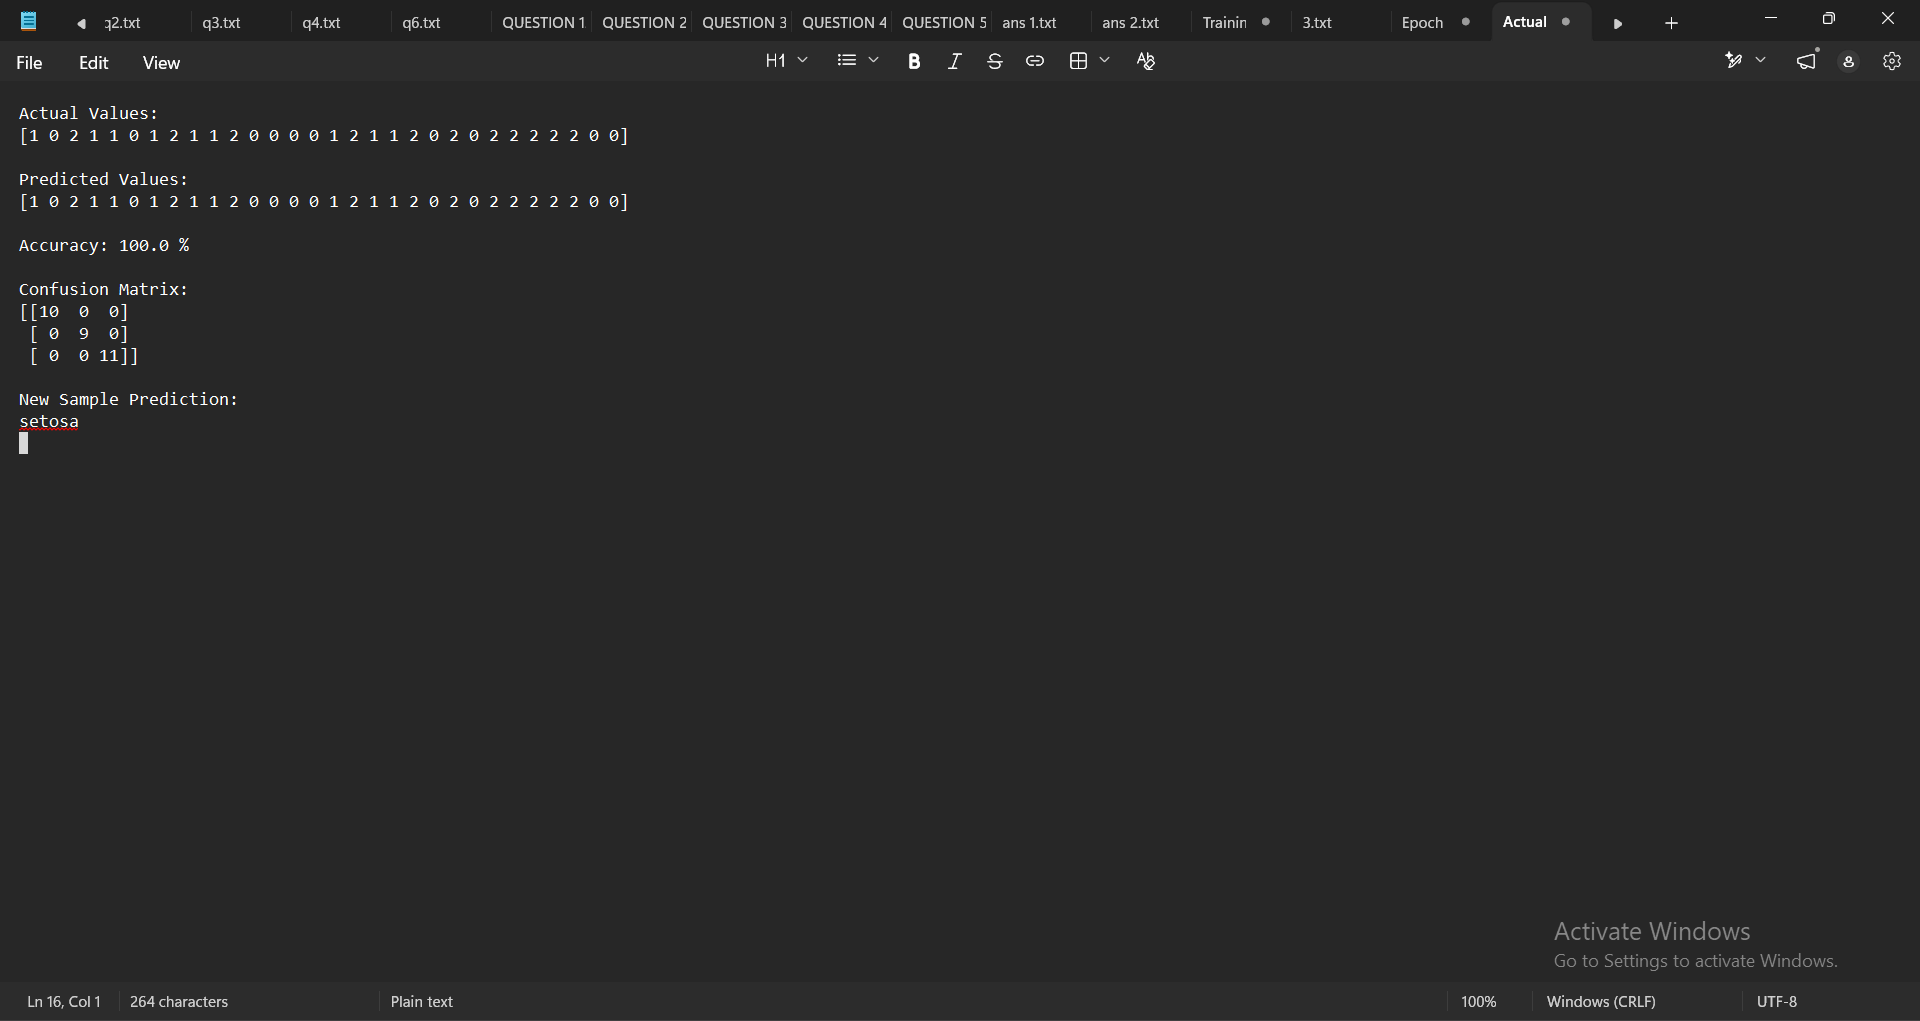 q2.txt q3.txt q4.txt q6.txt QUESTION 1 QUESTION 2 QUESTION 3 QUESTION 4 QUESTION 5 ans 1.txt ans 2.txt Trainin 3.txt Epoch Actual
File Edit View H1
Actual Values:
[1 0 2 1 1 0 1 2 1 1 2 0 0 0 0 1 2 1 1 2 0 2 0 2 2 2 2 2 0 0]
Predicted Values:
[1 0 2 1 1 0 1 2 1 1 2 0 0 0 0 1 2 1 1 2 0 2 0 2 2 2 2 2 0 0]
Accuracy: 100.0 %
Confusion Matrix:
[[10 0 0]
[ 0 9 0]
[ 0 0 11]]
New Sample Prediction:
setosa
Activate Windows
Go to Settings to activate Windows.
Ln 16, Col 1 264 characters Plain text 100% Windows (CRLF) UTF-8